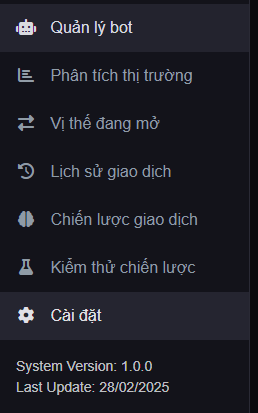 Quản lý bot
Phân tích thị trường
Vị thế đang mở
Lịch sử giao dịch
Chiến lược giao dịch
Kiểm thử chiến lược
Cài đặt
System Version: 1.0.0
Last Update: 28/02/2025